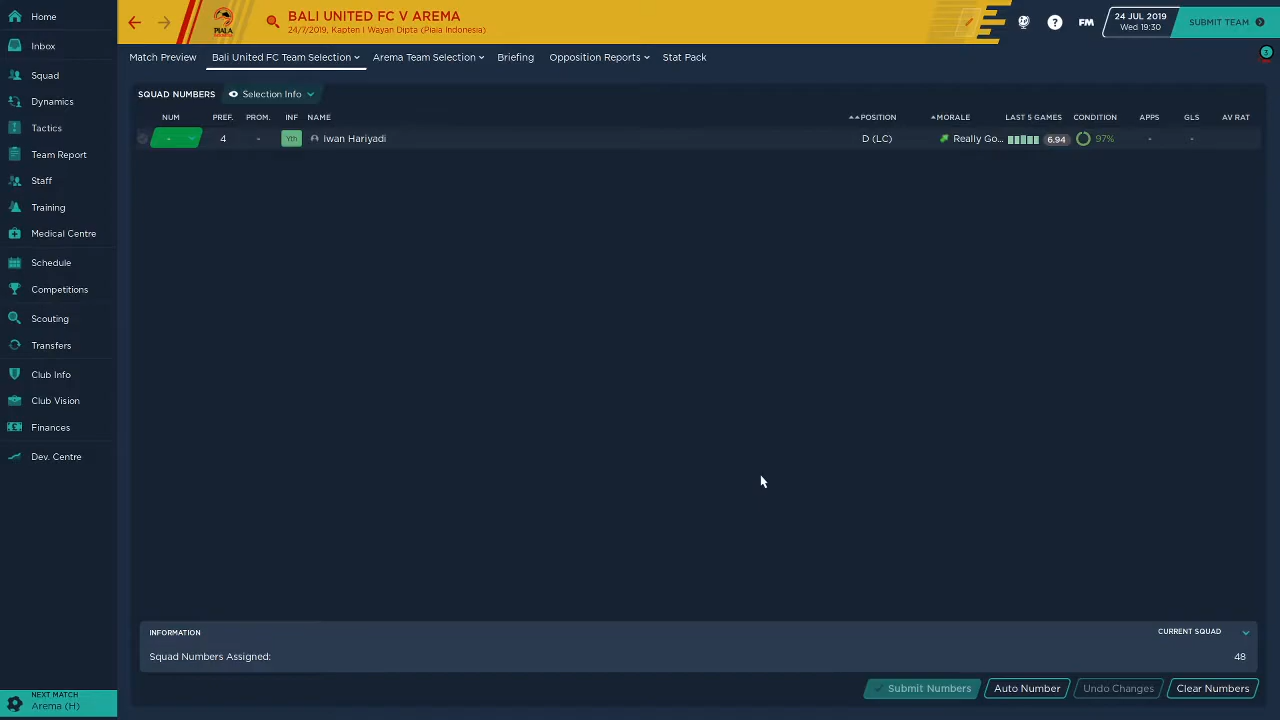 Home
Inbox
Squad
Dynamics
Tactics
Team Report
Staff
Training
Medical Centre
Schedule
Competitions
Scouting
Transfers
Club Info
Club Vision
Finances
Dev. Centre
NEXT MATCH
Arema (H)
BALI UNITED FC V AREMA
24/7/2019, Kapten I Wayan Dipta (Piala Indonesia)
PIALA
FM
24 JUL 2019
Wed 19:30
SUBMIT TEAM
3
Match Preview Bali United FC Team Selection Arema Team Selection Briefing Opposition Reports Stat Pack
SQUAD NUMBERS Selection Info
NUM PREF. PROM. INF NAME POSITION MORALE LAST 5 GAMES CONDITION APPS GLS AV RAT
- 4 - Yth Iwan Hariyadi D (LC) Really Go... 6.94 97% - -
INFORMATION CURRENT SQUAD
Squad Numbers Assigned: 48
Submit Numbers Auto Number Undo Changes Clear Numbers